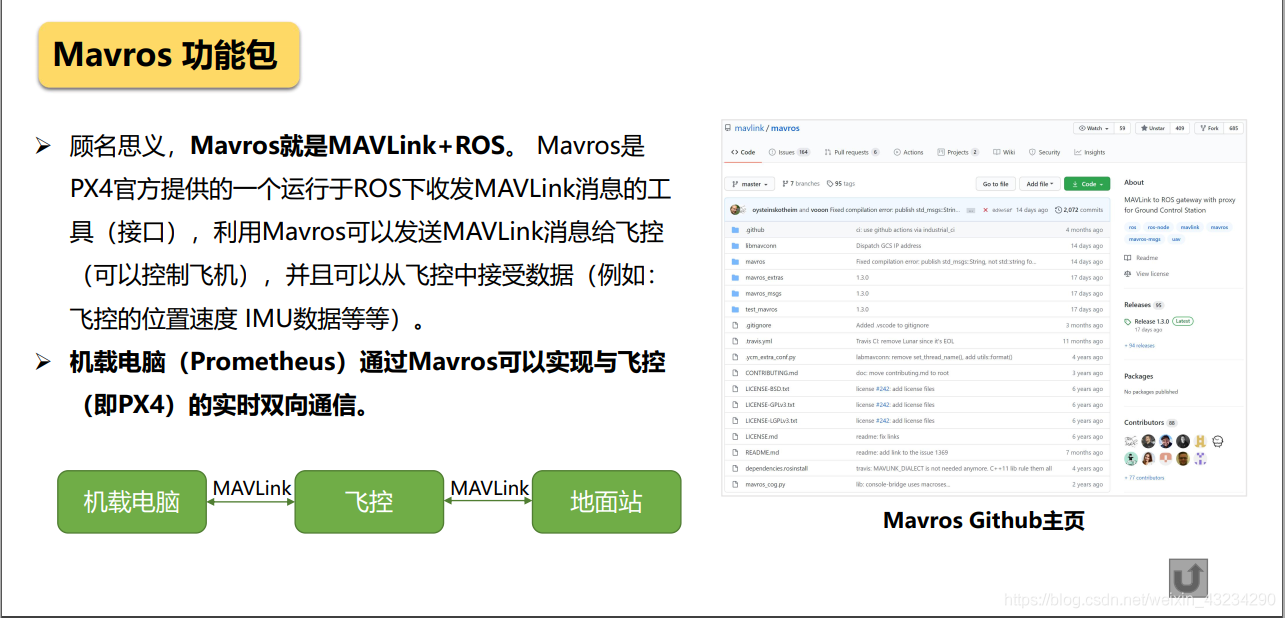 Mavros 功能包
➢ 顾名思义，Mavros就是MAVLink+ROS。 Mavros是
PX4官方提供的一个运行于ROS下收发MAVLink消息的工
具（接口），利用Mavros可以发送MAVLink消息给飞控
（可以控制飞机），并且可以从飞控中接受数据（例如：
飞控的位置速度 IMU数据等等）。
➢ 机载电脑（Prometheus）通过Mavros可以实现与飞控
（即PX4）的实时双向通信。
机载电脑 MAVLink 飞控 MAVLink 地面站
mavlink / mavros Watch 59 Unstar 409 Fork 605
Code Issues 164 Pull requests 6 Actions Projects 2 Wiki Security Insights
master 7 branches 95 tags Go to file Add file Code
oysteinskotheim and vooon Fixed compilation error: publish std_msgs::Strin... 14 days ago 2,072 commits
.github ci: use github actions via industrial_ci 4 months ago
libmavconn Dispatch GCS IP address 14 days ago
mavros Fixed compilation error: publish std_msgs::String, not std::string fo... 14 days ago
mavros_extras 1.3.0 17 days ago
mavros_msgs 1.3.0 17 days ago
test_mavros 1.3.0 17 days ago
.gitignore Added .vscode to gitignore 3 months ago
.travis.yml Travis CI: remove Lunar since it's EOL 11 months ago
.ycm_extra_conf.py labmavconn: remove set_thread_name(), add utils:format() 4 years ago
CONTRIBUTING.md doc: move contributing.md to root 3 years ago
LICENSE-BSD.txt license #242: add license files 6 years ago
LICENSE-GPLv3.txt license #242: add license files 6 years ago
LICENSE-LGPLv3.txt license #242: add license files 6 years ago
LICENSE.md readme: fix links 6 years ago
README.md readme: add link to the issue 1369 7 months ago
dependencies.rosinstall travis: MAVLINK_DIALECT is not needed anymore. C++11 lib rule them all 4 years ago
mavros_cog.py lib: console-bridge uses macroses... 2 years ago
About
MAVLink to ROS gateway with proxy
for Ground Control Station
ros ros-node mavlink mavros
mavros-msgs uav
Readme
View license
Releases 95
Release 1.3.0 Latest
17 days ago
+ 94 releases
Packages
No packages published
Contributors 88
+ 77 contributors
Mavros Github主页
https://blog.csdn.net/weixin_43234290